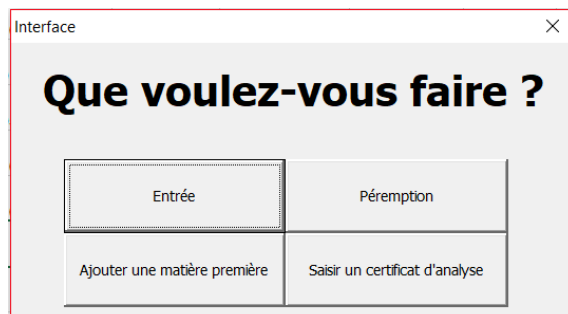 Interface
Que voulez-vous faire ?
Entrée
Péremption
Ajouter une matière première
Saisir un certificat d'analyse